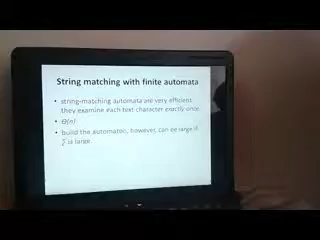 String matching with finite automata
• string-matching automata are very efficient:
they examine each text character exactly once.
• Θ(n)
• build the automaton, however, can be large if
∑ is large.